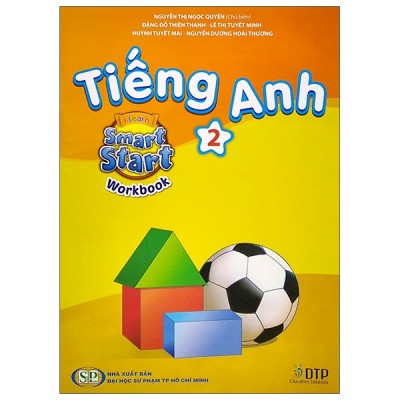 NGUYỄN THỊ NGỌC QUYÊN (Chủ biên)
ĐẶNG ĐỖ THIÊN THANH - LÊ THỊ TUYẾT MINH
HUỲNH TUYẾT MAI - NGUYỄN DƯƠNG HOÀI THƯƠNG
Tiếng Anh
2
i-Learn
Smart
Start
Workbook
SP
NHÀ XUẤT BẢN
ĐẠI HỌC SƯ PHẠM TP HỒ CHÍ MINH
DTP
Education Solutions